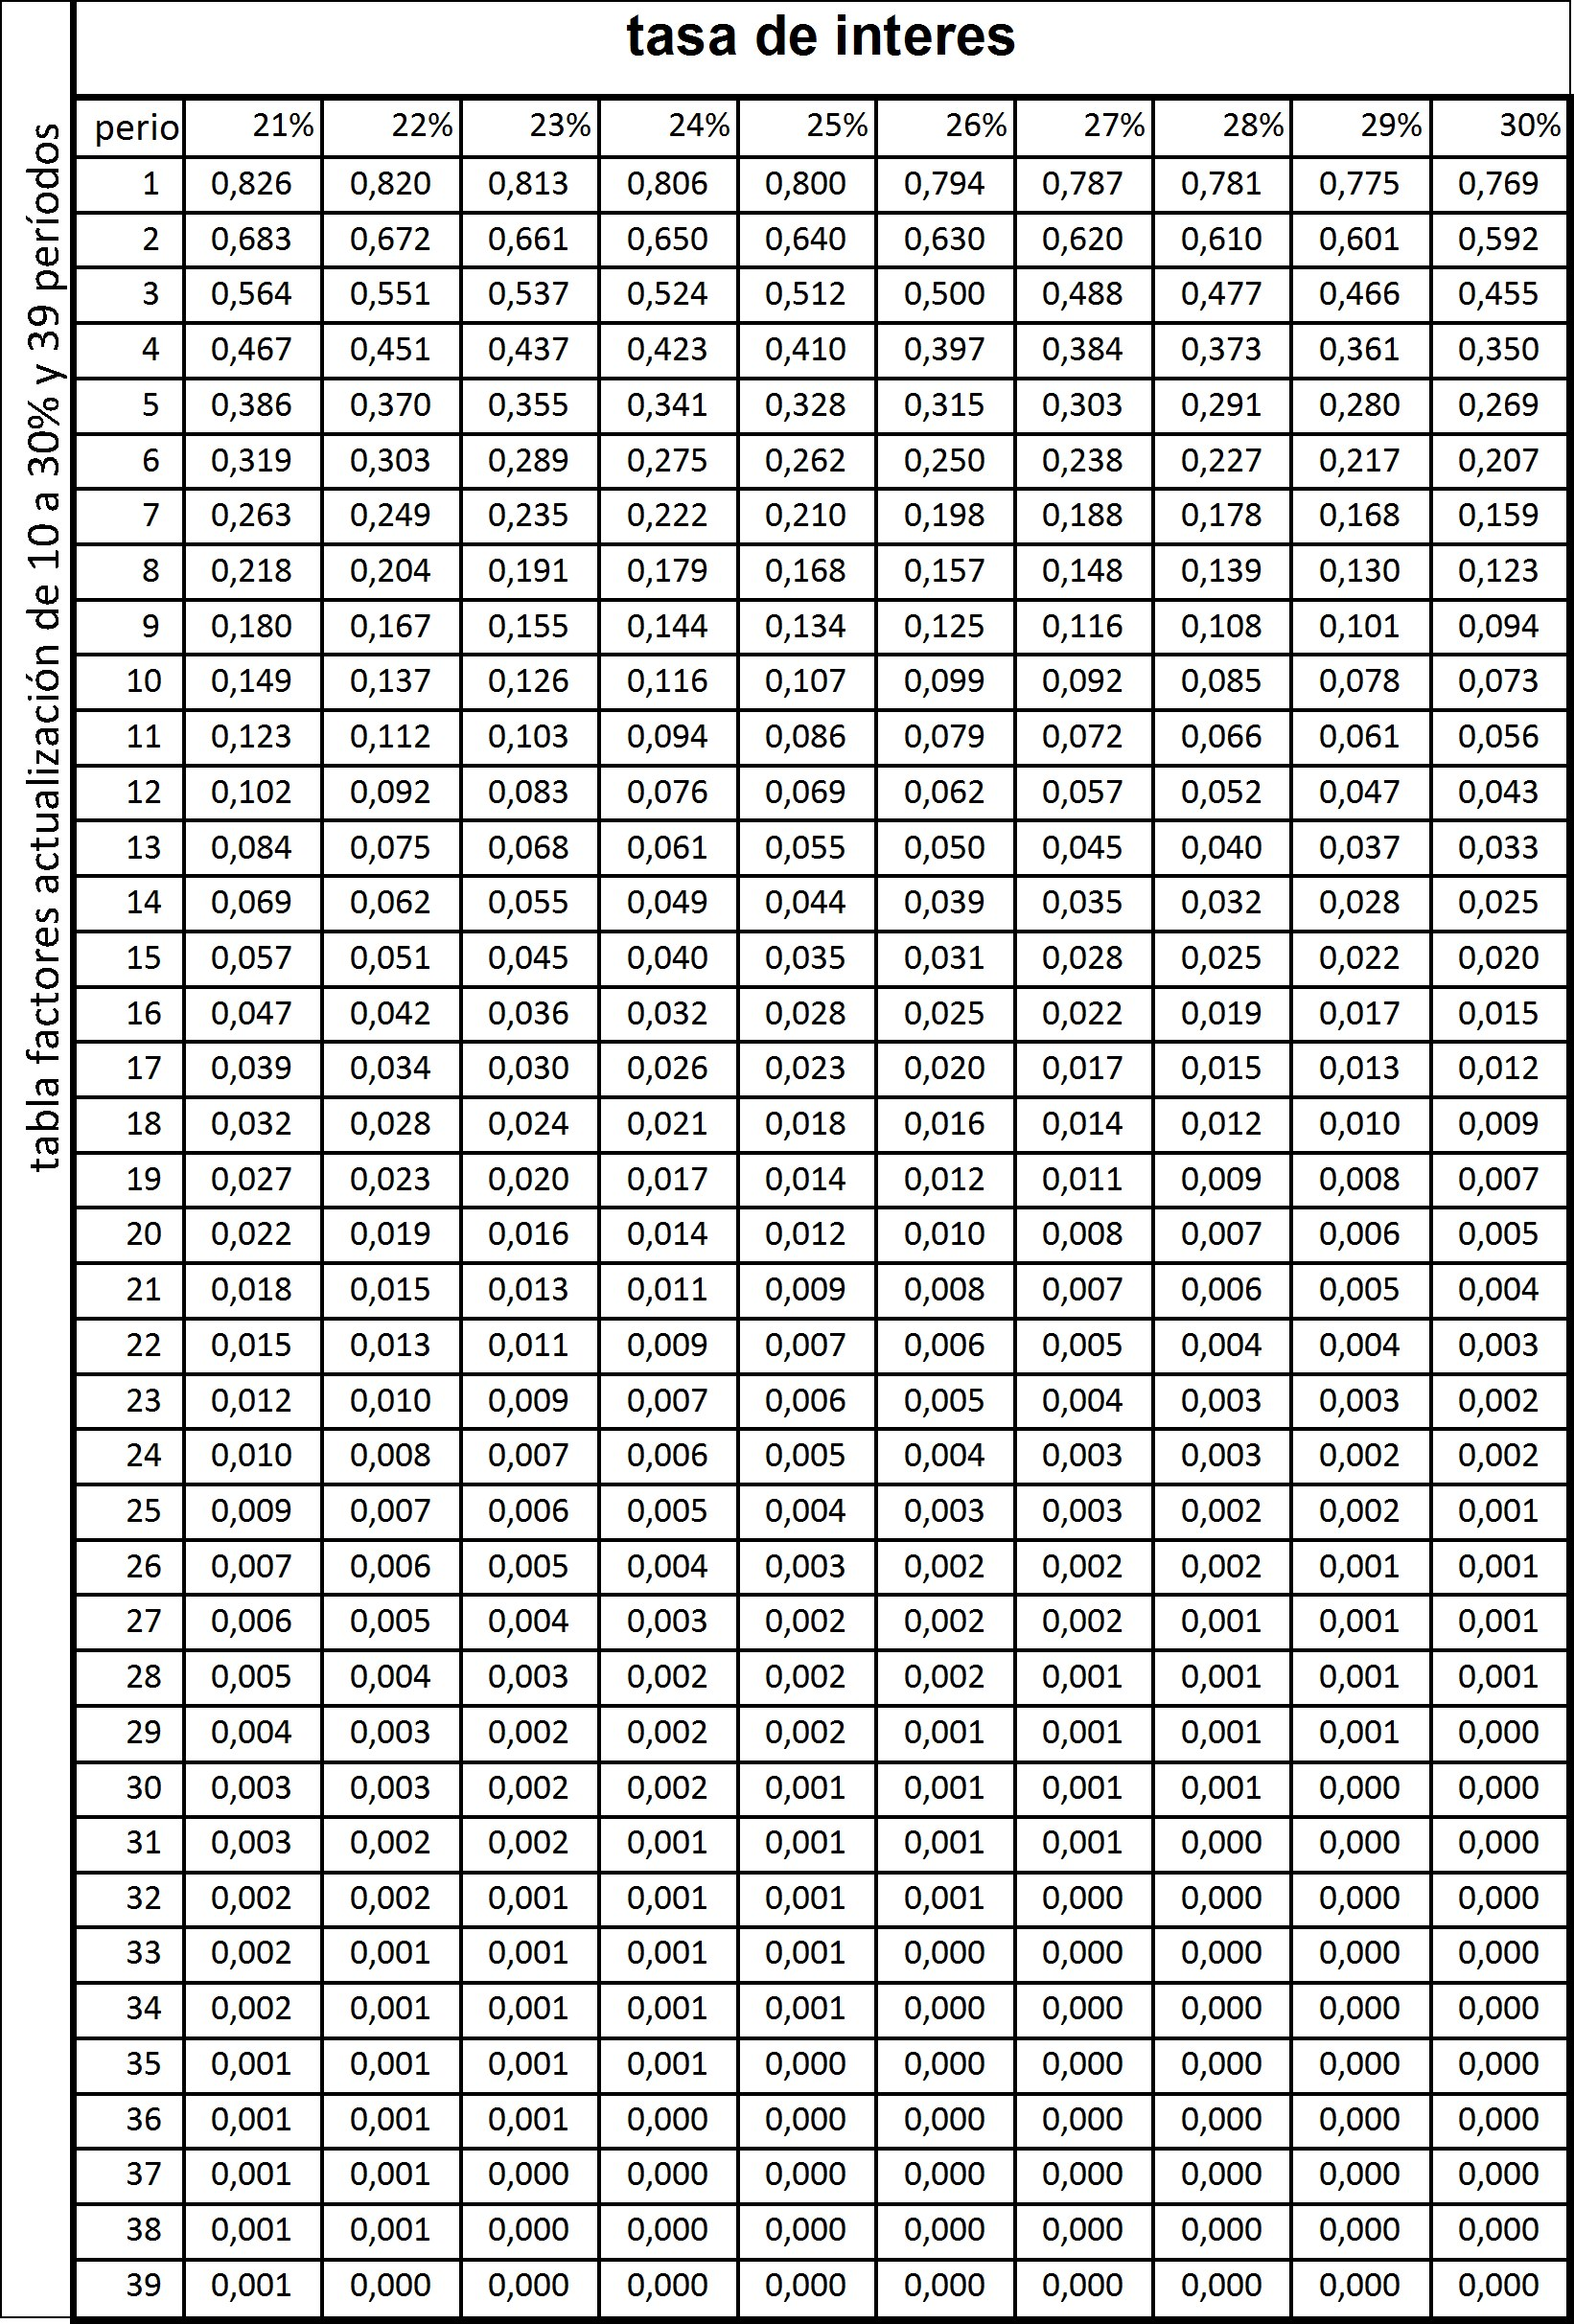 tasa de interes
tabla factores actualización de 10 a 30% y 39 períodos
perio 21% 22% 23% 24% 25% 26% 27% 28% 29% 30%
1 0,826 0,820 0,813 0,806 0,800 0,794 0,787 0,781 0,775 0,769
2 0,683 0,672 0,661 0,650 0,640 0,630 0,620 0,610 0,601 0,592
3 0,564 0,551 0,537 0,524 0,512 0,500 0,488 0,477 0,466 0,455
4 0,467 0,451 0,437 0,423 0,410 0,397 0,384 0,373 0,361 0,350
5 0,386 0,370 0,355 0,341 0,328 0,315 0,303 0,291 0,280 0,269
6 0,319 0,303 0,289 0,275 0,262 0,250 0,238 0,227 0,217 0,207
7 0,263 0,249 0,235 0,222 0,210 0,198 0,188 0,178 0,168 0,159
8 0,218 0,204 0,191 0,179 0,168 0,157 0,148 0,139 0,130 0,123
9 0,180 0,167 0,155 0,144 0,134 0,125 0,116 0,108 0,101 0,094
10 0,149 0,137 0,126 0,116 0,107 0,099 0,092 0,085 0,078 0,073
11 0,123 0,112 0,103 0,094 0,086 0,079 0,072 0,066 0,061 0,056
12 0,102 0,092 0,083 0,076 0,069 0,062 0,057 0,052 0,047 0,043
13 0,084 0,075 0,068 0,061 0,055 0,050 0,045 0,040 0,037 0,033
14 0,069 0,062 0,055 0,049 0,044 0,039 0,035 0,032 0,028 0,025
15 0,057 0,051 0,045 0,040 0,035 0,031 0,028 0,025 0,022 0,020
16 0,047 0,042 0,036 0,032 0,028 0,025 0,022 0,019 0,017 0,015
17 0,039 0,034 0,030 0,026 0,023 0,020 0,017 0,015 0,013 0,012
18 0,032 0,028 0,024 0,021 0,018 0,016 0,014 0,012 0,010 0,009
19 0,027 0,023 0,020 0,017 0,014 0,012 0,011 0,009 0,008 0,007
20 0,022 0,019 0,016 0,014 0,012 0,010 0,008 0,007 0,006 0,005
21 0,018 0,015 0,013 0,011 0,009 0,008 0,007 0,006 0,005 0,004
22 0,015 0,013 0,011 0,009 0,007 0,006 0,005 0,004 0,004 0,003
23 0,012 0,010 0,009 0,007 0,006 0,005 0,004 0,003 0,003 0,002
24 0,010 0,008 0,007 0,006 0,005 0,004 0,003 0,003 0,002 0,002
25 0,009 0,007 0,006 0,005 0,004 0,003 0,003 0,002 0,002 0,001
26 0,007 0,006 0,005 0,004 0,003 0,002 0,002 0,002 0,001 0,001
27 0,006 0,005 0,004 0,003 0,002 0,002 0,002 0,001 0,001 0,001
28 0,005 0,004 0,003 0,002 0,002 0,002 0,001 0,001 0,001 0,001
29 0,004 0,003 0,002 0,002 0,002 0,001 0,001 0,001 0,001 0,000
30 0,003 0,003 0,002 0,002 0,001 0,001 0,001 0,001 0,000 0,000
31 0,003 0,002 0,002 0,001 0,001 0,001 0,001 0,000 0,000 0,000
32 0,002 0,002 0,001 0,001 0,001 0,001 0,000 0,000 0,000 0,000
33 0,002 0,001 0,001 0,001 0,001 0,000 0,000 0,000 0,000 0,000
34 0,002 0,001 0,001 0,001 0,001 0,000 0,000 0,000 0,000 0,000
35 0,001 0,001 0,001 0,001 0,000 0,000 0,000 0,000 0,000 0,000
36 0,001 0,001 0,001 0,000 0,000 0,000 0,000 0,000 0,000 0,000
37 0,001 0,001 0,000 0,000 0,000 0,000 0,000 0,000 0,000 0,000
38 0,001 0,001 0,000 0,000 0,000 0,000 0,000 0,000 0,000 0,000
39 0,001 0,000 0,000 0,000 0,000 0,000 0,000 0,000 0,000 0,000